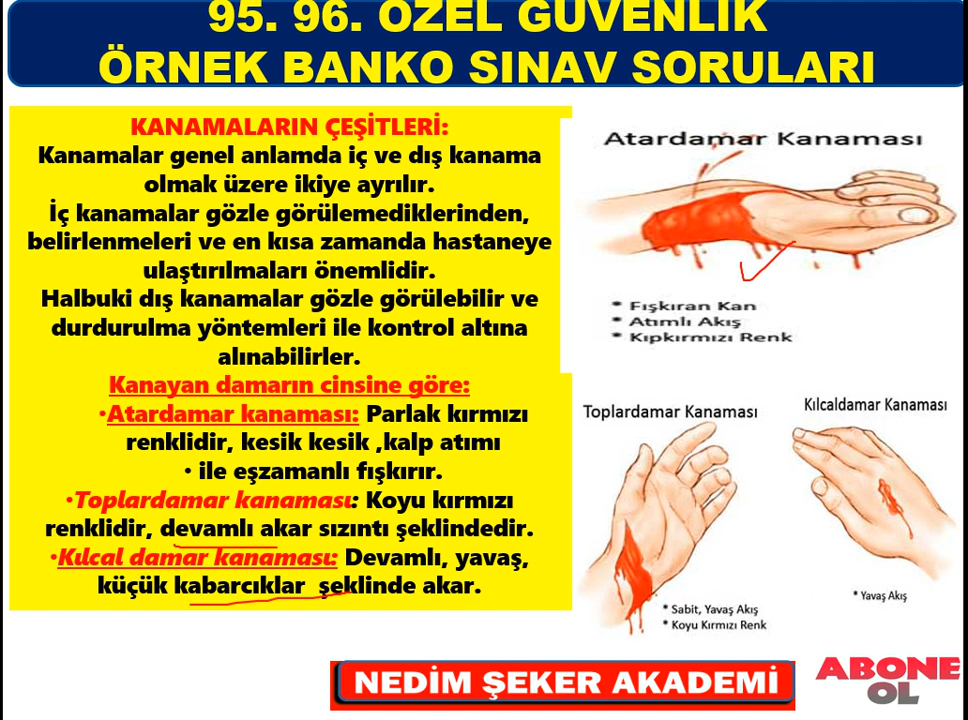 95. 96. ÖZEL GÜVENLİK
ÖRNEK BANKO SINAV SORULARI
KANAMALARIN ÇEŞİTLERİ:
Kanamalar genel anlamda iç ve dış kanama
olmak üzere ikiye ayrılır.
İç kanamalar gözle görülemediklerinden,
belirlenmeleri ve en kısa zamanda hastaneye
ulaştırılmaları önemlidir.
Halbuki dış kanamalar gözle görülebilir ve
durdurulma yöntemleri ile kontrol altına
alınabilirler.
Kanayan damarın cinsine göre:
•Atardamar kanaması: Parlak kırmızı
renklidir, kesik kesik ,kalp atımı
• ile eşzamanlı fışkırır.
•Toplardamar kanaması: Koyu kırmızı
renklidir, devamlı akar sızıntı şeklindedir.
•Kılcal damar kanaması: Devamlı, yavaş,
küçük kabarcıklar şeklinde akar.
Atardamar Kanaması
* Fışkıran Kan
* Atımlı Akış
* Kıpkırmızı Renk
Toplardamar Kanaması
* Sabit, Yavaş Akış
* Koyu Kırmızı Renk
Kılcaldamar Kanaması
* Yavaş Akış
NEDİM ŞEKER AKADEMİ
ABONE
OL